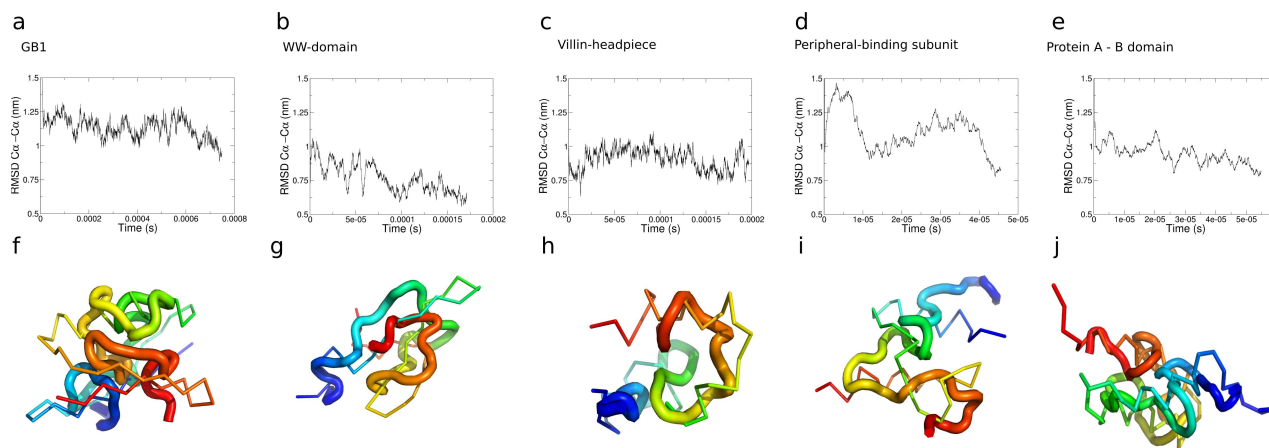 a
GB1
1.5
1.25
1
0.75
0.5
RMSD Cα−Cα (nm)
0
0.0002
0.0004
0.0006
0.0008
Time (s)
b
WW-domain
1.5
1.25
1
0.75
0.5
RMSD Cα−Cα (nm)
0
5e-05
0.0001
0.00015
0.0002
Time (s)
c
Villin-headpiece
1.5
1.25
1
0.75
0.5
RMSD Cα−Cα (nm)
0
5e-05
0.0001
0.00015
0.0002
Time (s)
d
Peripheral-binding subunit
1.5
1.25
1
0.75
0.5
RMSD Cα−Cα (nm)
0
1e-05
2e-05
3e-05
4e-05
5e-05
Time (s)
e
Protein A - B domain
1.5
1.25
1
0.75
0.5
RMSD Cα−Cα (nm)
0
1e-05
2e-05
3e-05
4e-05
5e-05
Time (s)
f
g
h
i
j